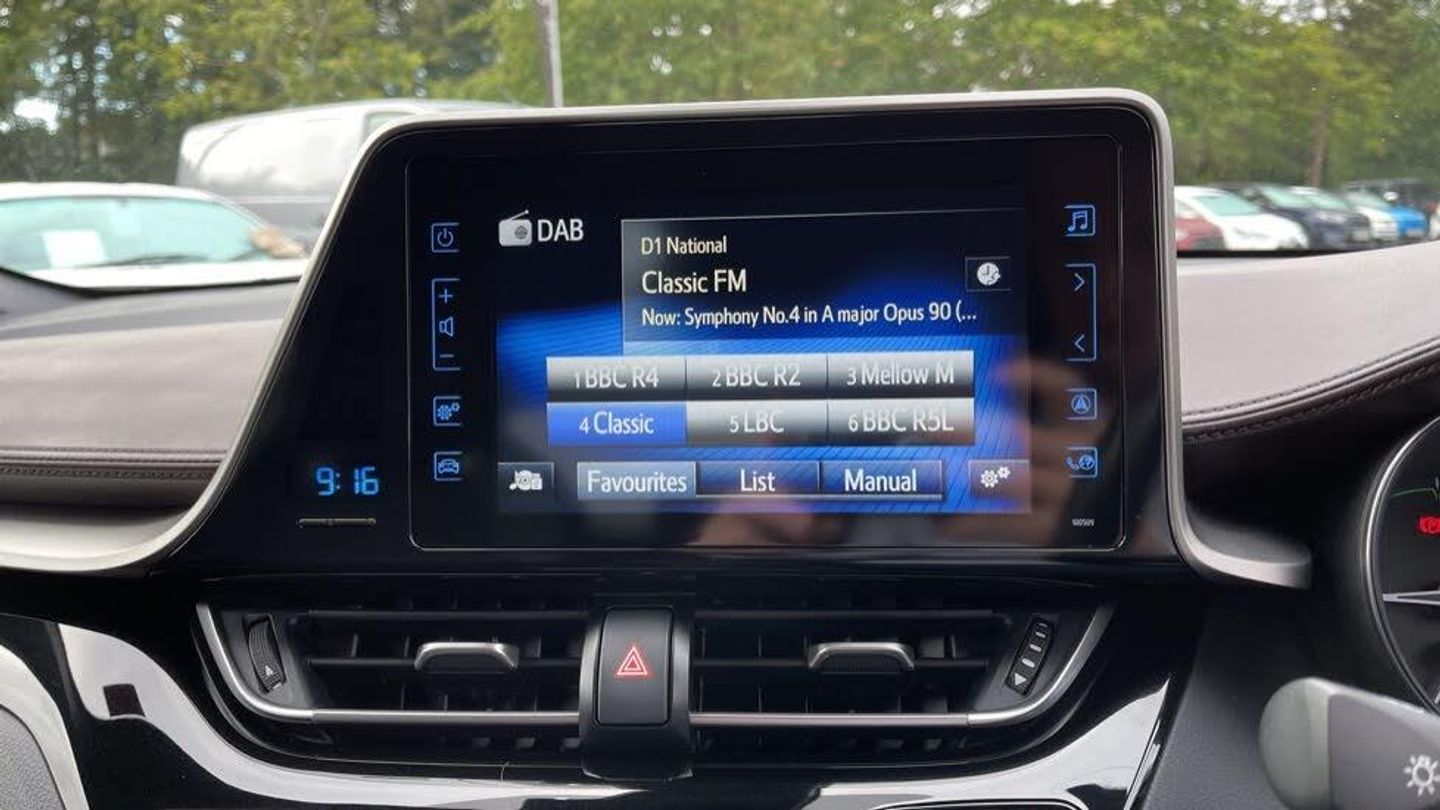 DAB
D1 National
Classic FM
Now: Symphony No.4 in A major Opus 90 (...
1 BBC R4 2 BBC R2 3 Mellow M
4 Classic 5 LBC 6 BBC R5L
Favourites List Manual
9:16